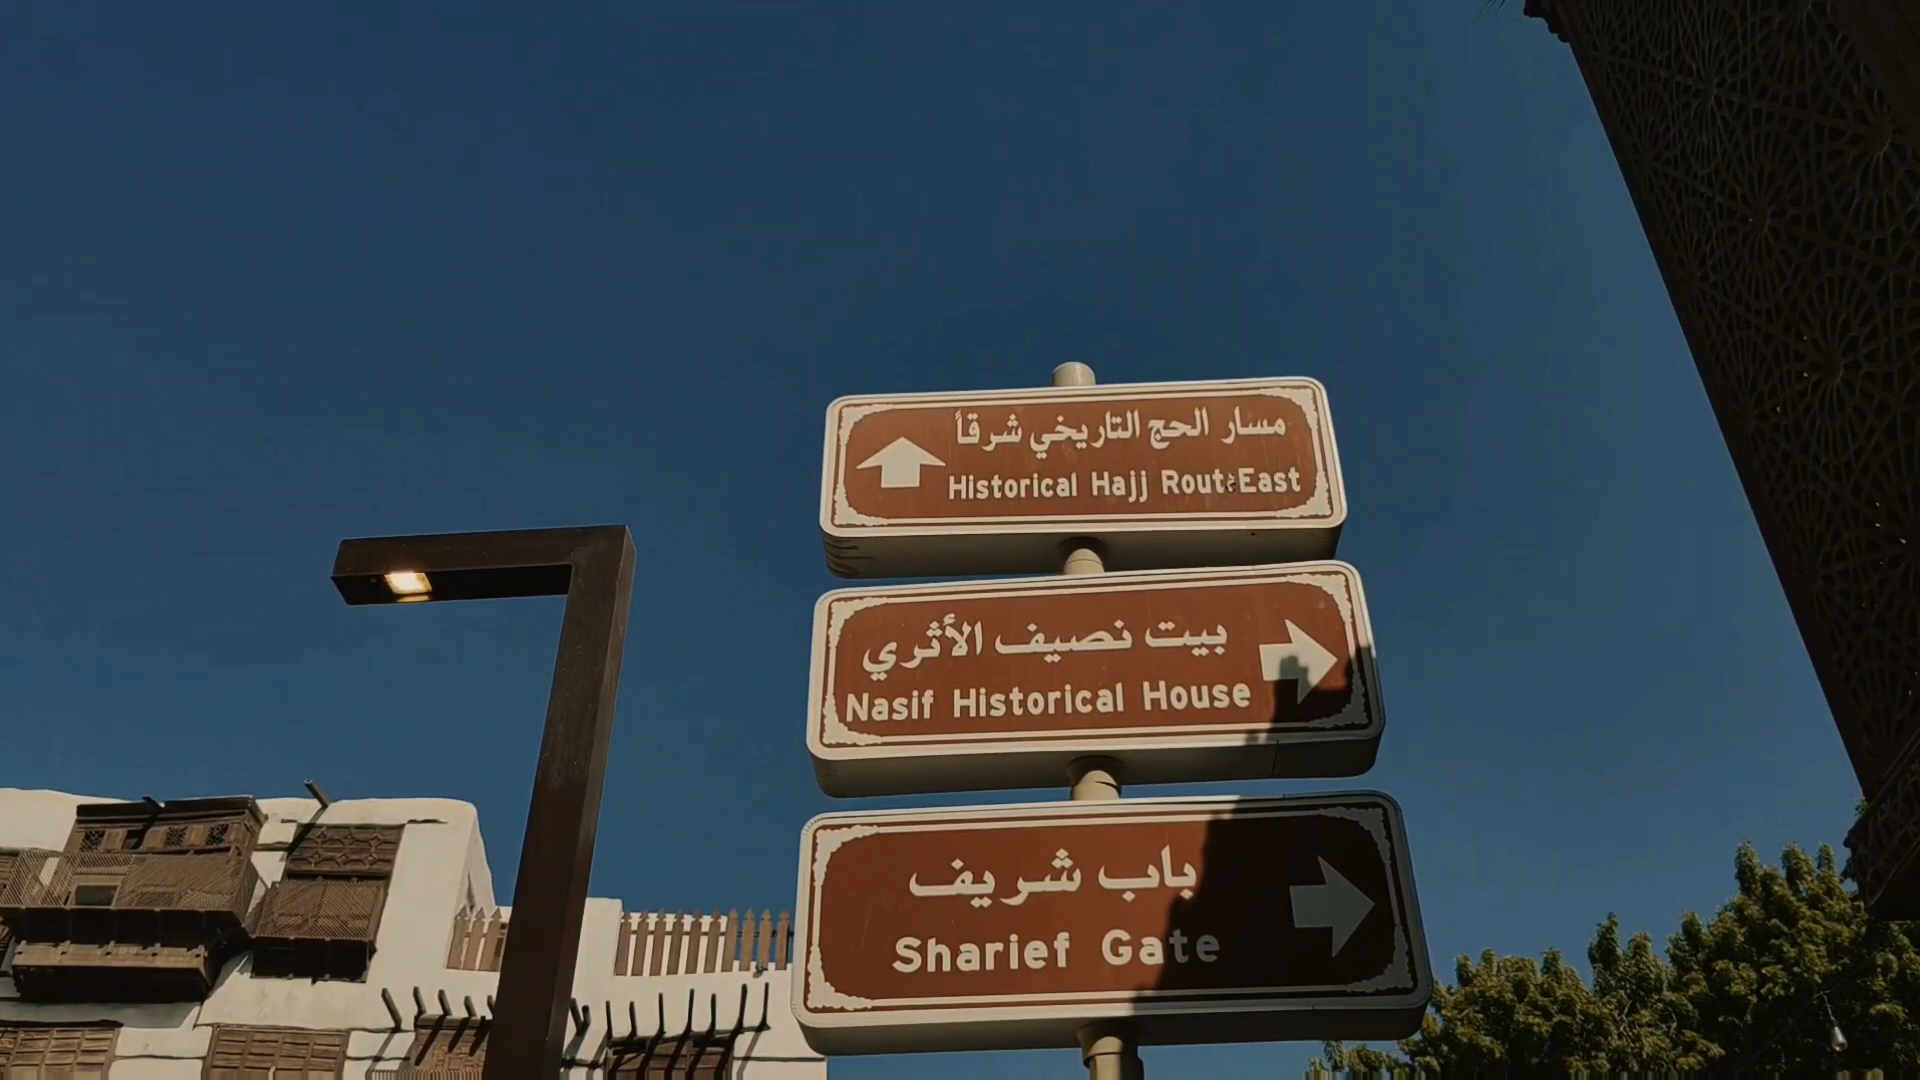 مسار الحج التاريخي شرقاً
Historical Hajj Route East
بيت نصيف الأثري
Nasif Historical House
باب شريف
Sharief Gate